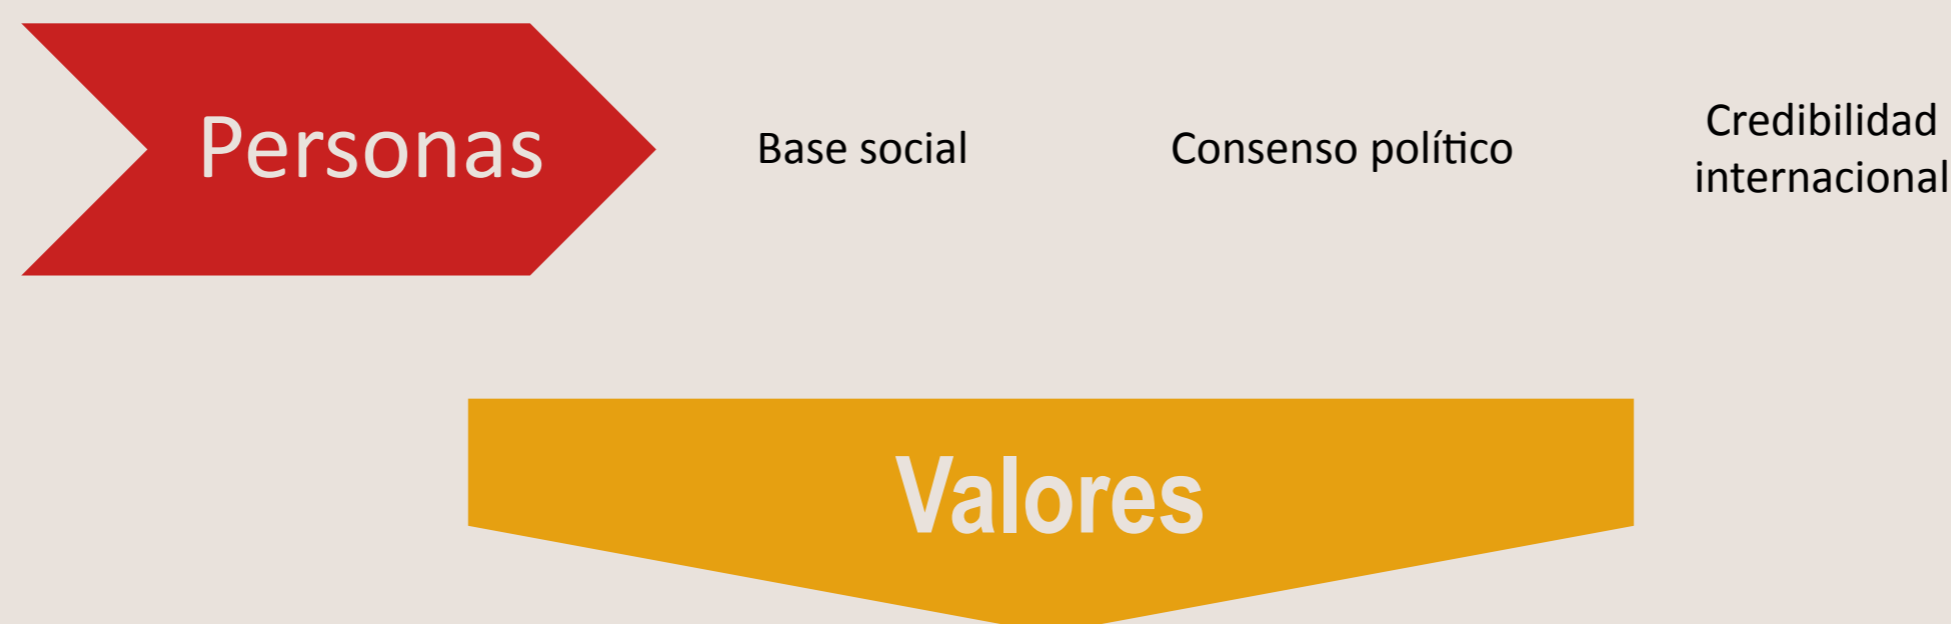 Personas
Base social
Consenso político
Credibilidad
internacional
Valores